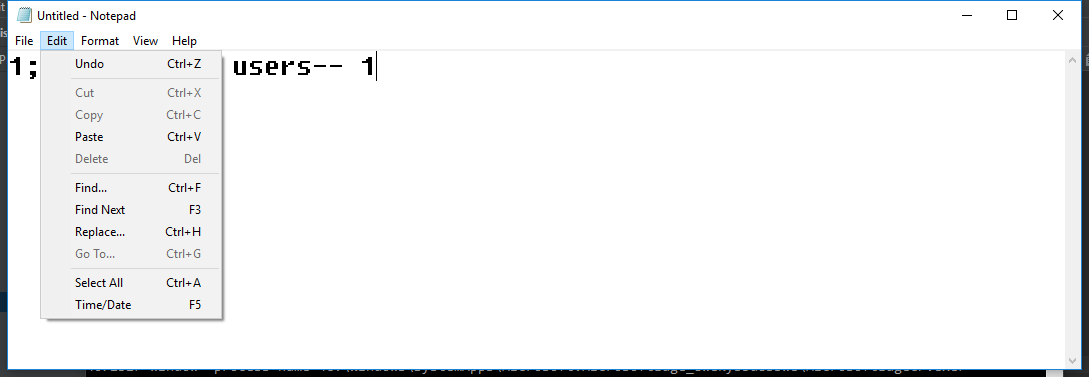 Untitled - Notepad
File Edit Format View Help
1; users-- 1
Undo Ctrl+Z
Cut Ctrl+X
Copy Ctrl+C
Paste Ctrl+V
Delete Del
Find... Ctrl+F
Find Next F3
Replace... Ctrl+H
Go To... Ctrl+G
Select All Ctrl+A
Time/Date F5